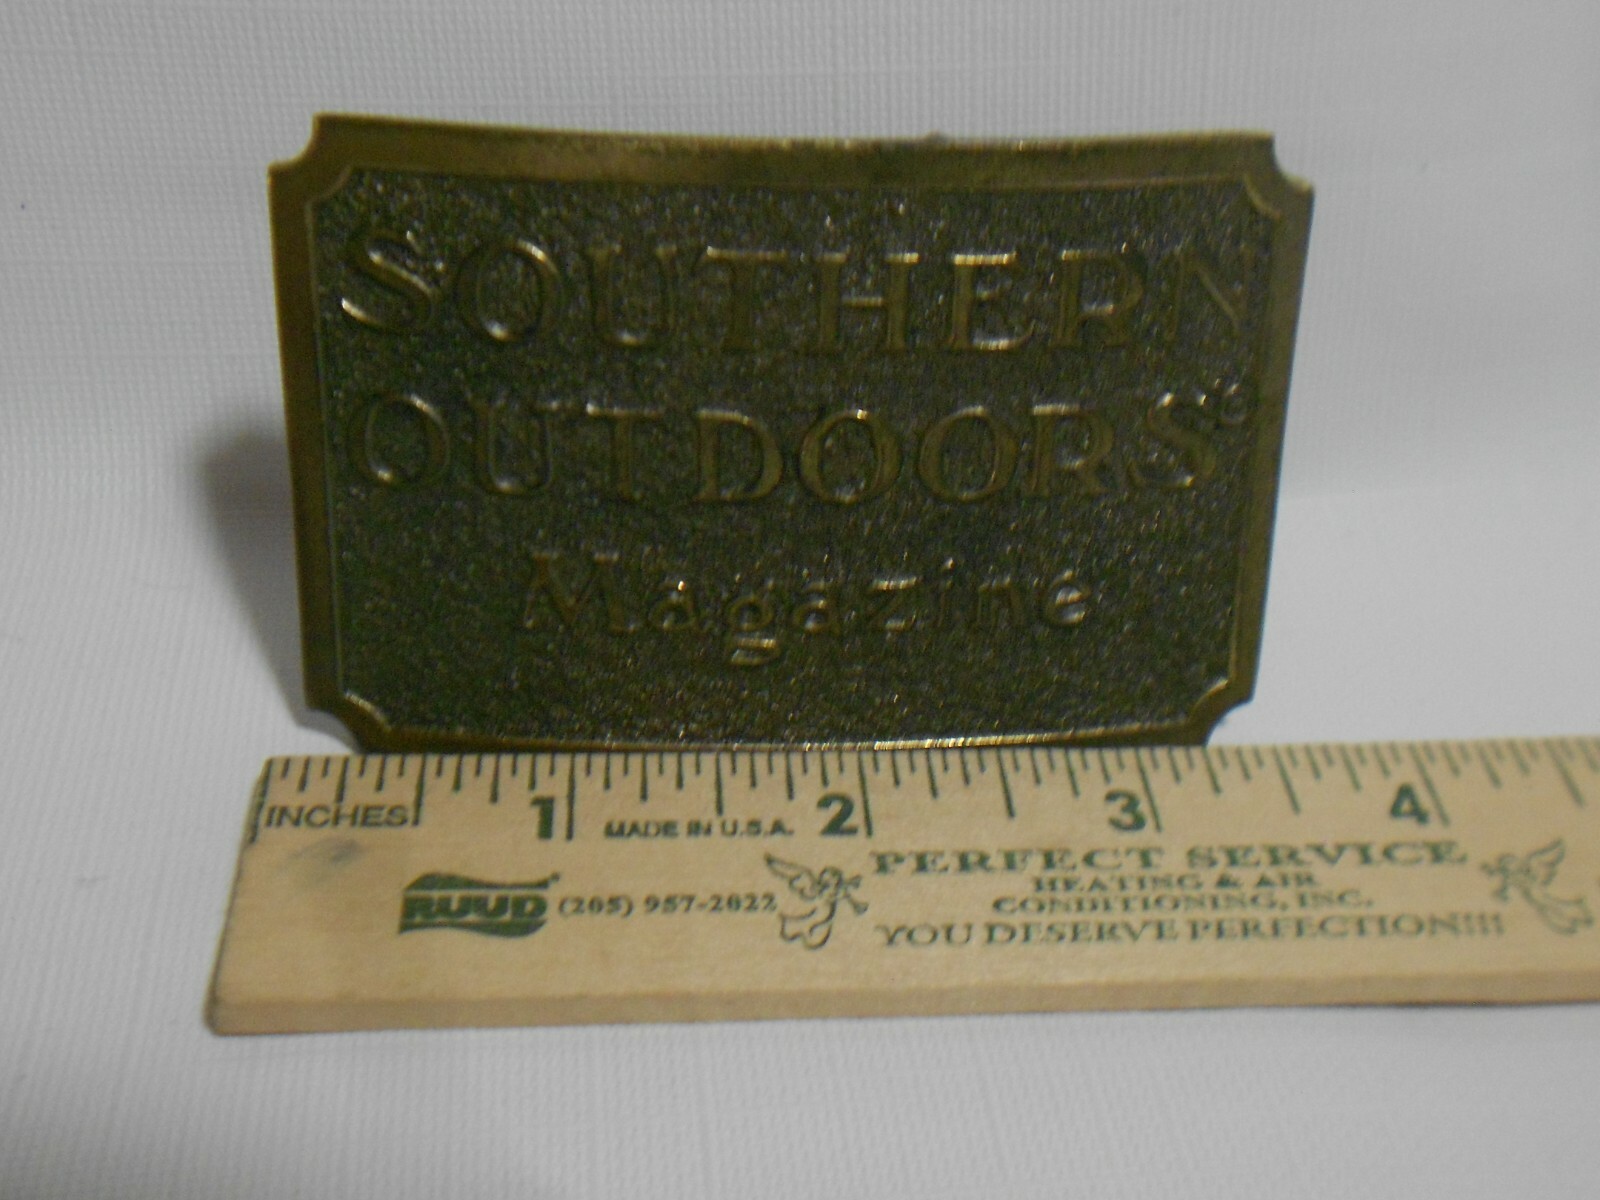 SOUTHERN
OUTDOORS®
Magazine
INCHES 1 MADE IN U.S.A. 2 3 4
RUUD® (205) 957-2022
PERFECT SERVICE
HEATING & AIR
CONDITIONING, INC.
YOU DESERVE PERFECTION!!!